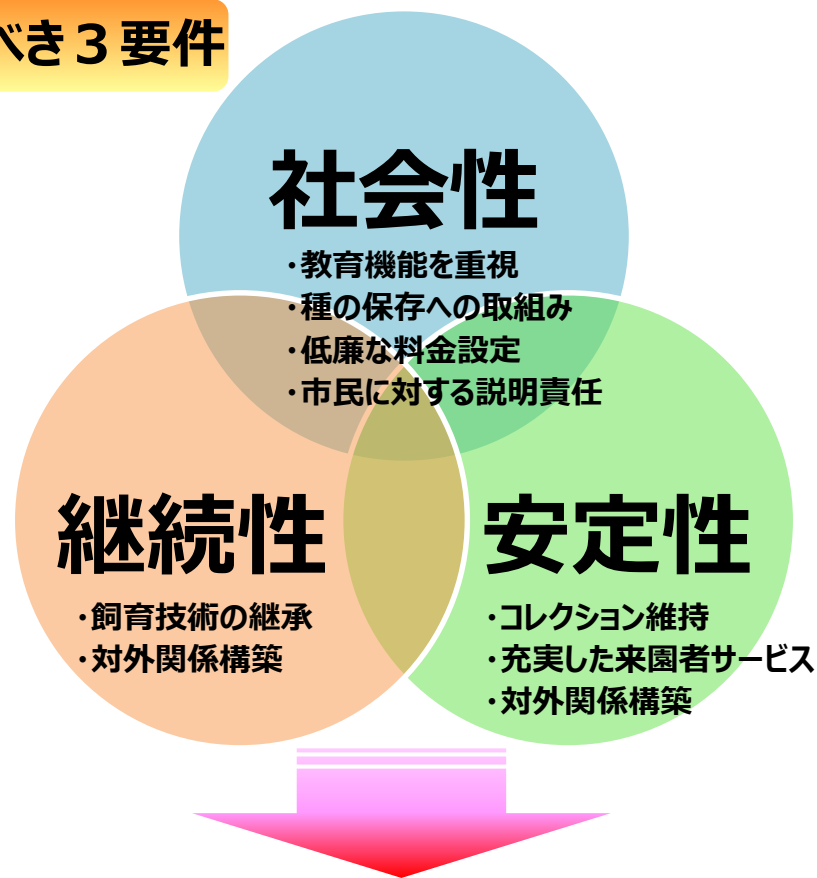 べき3要件
社会性
・教育機能を重視
・種の保存への取組み
・低廉な料金設定
・市民に対する説明責任
継続性
・飼育技術の継承
・対外関係構築
安定性
・コレクション維持
・充実した来園者サービス
・対外関係構築